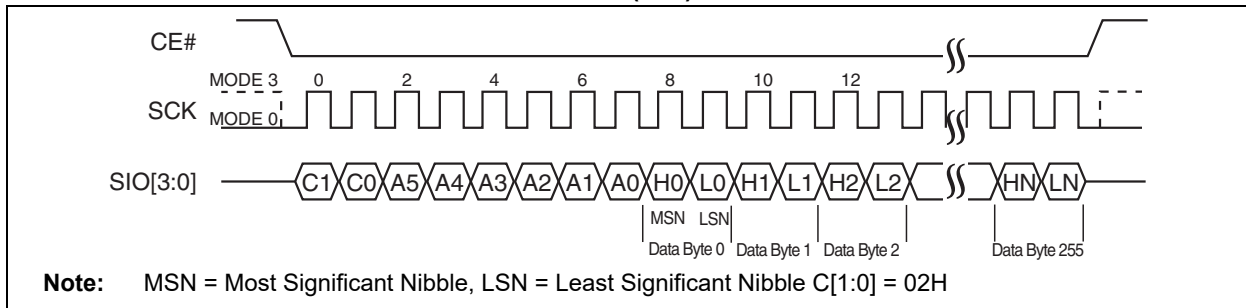 CE#
MODE 3 0 2 4 6 8 10 12
SCK MODE 0
SIO[3:0] C1 C0 A5 A4 A3 A2 A1 A0 H0 L0 H1 L1 H2 L2 HN LN
MSN LSN
Data Byte 0 Data Byte 1 Data Byte 2 Data Byte 255
Note: MSN = Most Significant Nibble, LSN = Least Significant Nibble C[1:0] = 02H